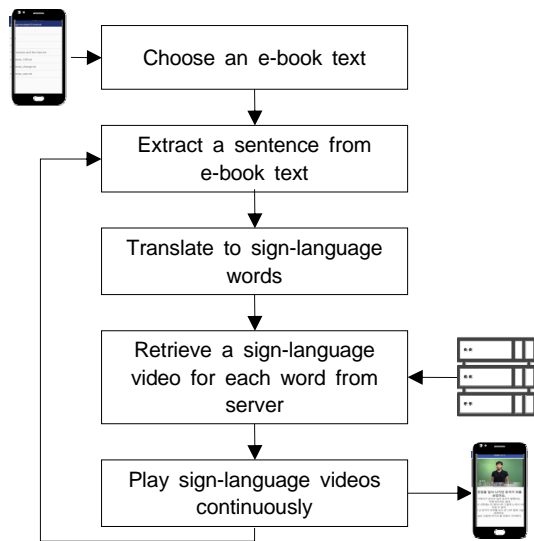 Choose an e-book text
Extract a sentence from
e-book text
Translate to sign-language
words
Retrieve a sign-language
video for each word from
server
Play sign-language videos
continuously